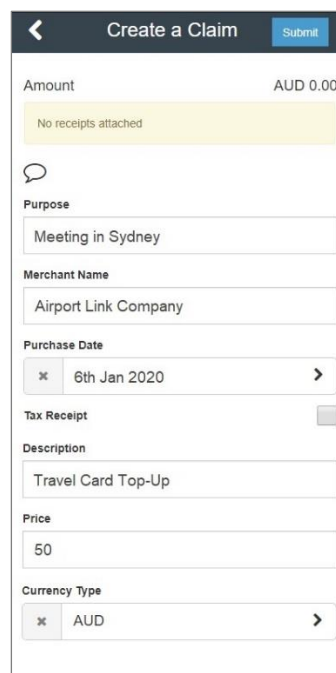 Create a Claim
Submit
Amount
AUD 0.00
No receipts attached
Purpose
Meeting in Sydney
Merchant Name
Airport Link Company
Purchase Date
6th Jan 2020
Tax Receipt
Description
Travel Card Top-Up
Price
50
Currency Type
AUD